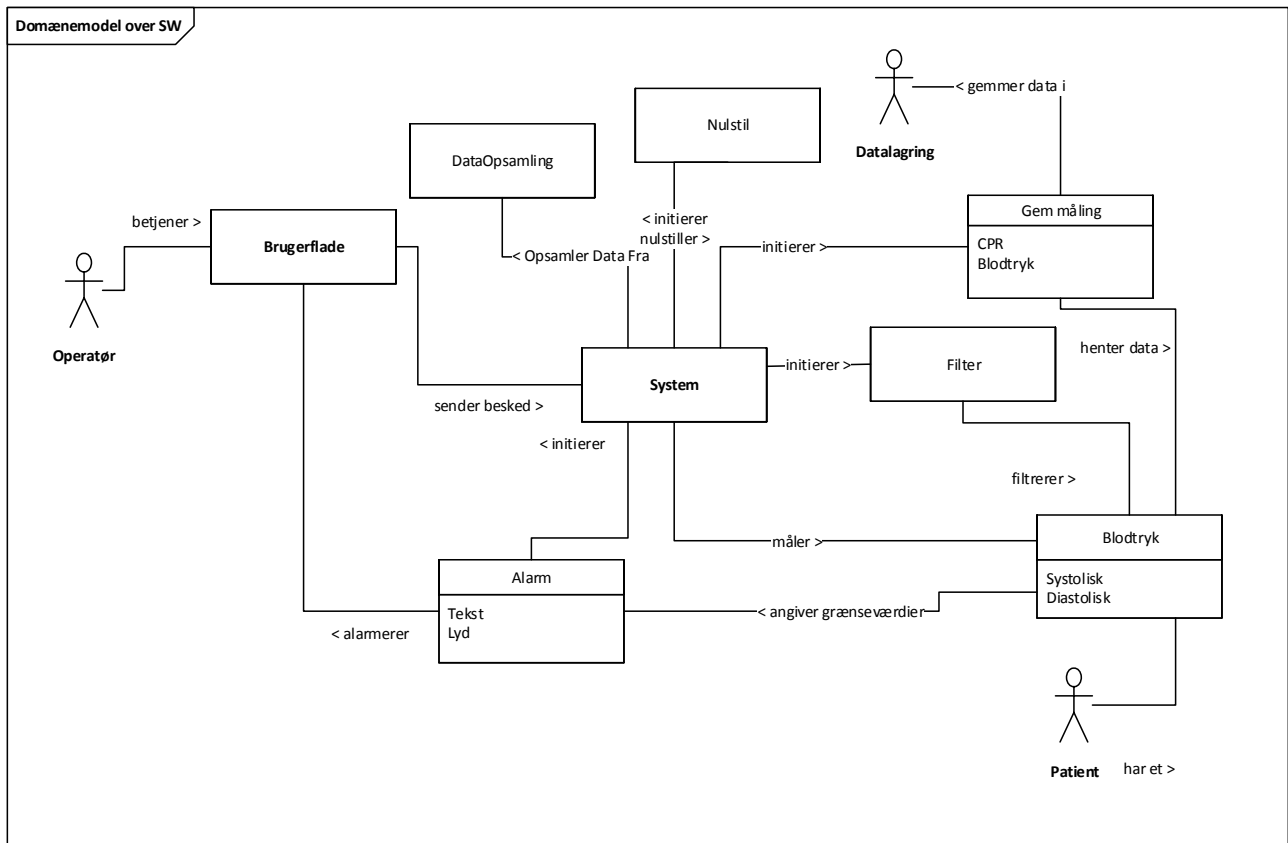 Domænemodel over SW
< gemmer data i
Nulstil
Datalagring
DataOpsamling
Gem måling
betjener >
< initierer
nulstiller >
Brugerflade
initierer >
CPR
Blodtryk
< Opsamler Data Fra
Operatør
henter data >
initierer >
Filter
System
sender besked >
< initierer
filtrerer >
måler >
Blodtryk
Alarm
Systolisk
Diastolisk
Tekst
Lyd
< angiver grænseværdier
< alarmerer
Patient
har et >